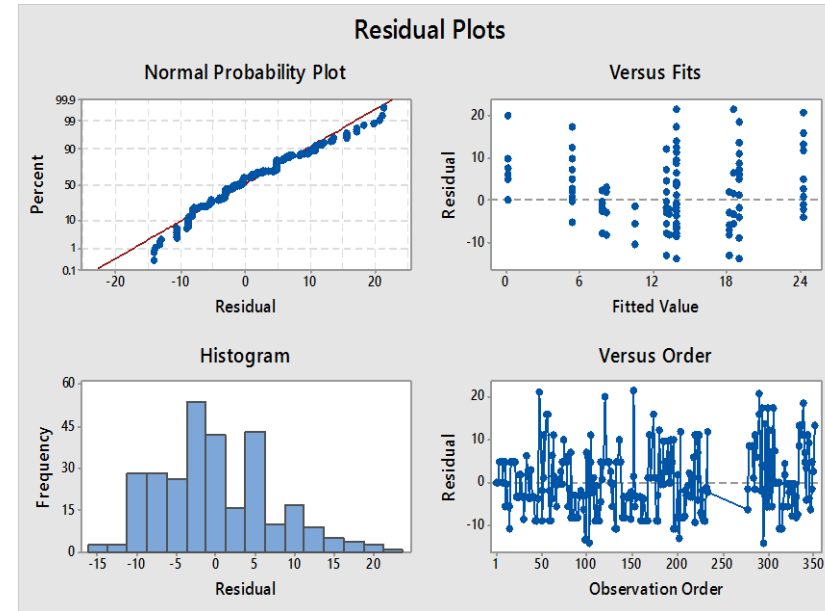 Residual Plots
Normal Probability Plot
99.9
99
90
50
10
1
0.1
Percent
-20 -10 0 10 20
Residual
Versus Fits
20
10
0
-10
Residual
0 6 12 18 24
Fitted Value
Histogram
60
45
30
15
0
Frequency
-15 -10 -5 0 5 10 15 20
Residual
Versus Order
20
10
0
-10
Residual
1 50 100 150 200 250 300 350
Observation Order